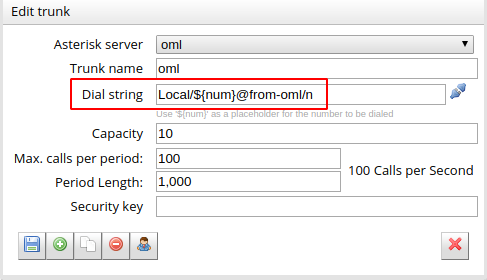 Edit trunk
Asterisk server oml
Trunk name oml
Dial string Local/${num}@from-oml/n
Use '${num}' as a placeholder for the number to be dialed
Capacity 10
Max. calls per period: 100
100 Calls per Second
Period Length: 1,000
Security key